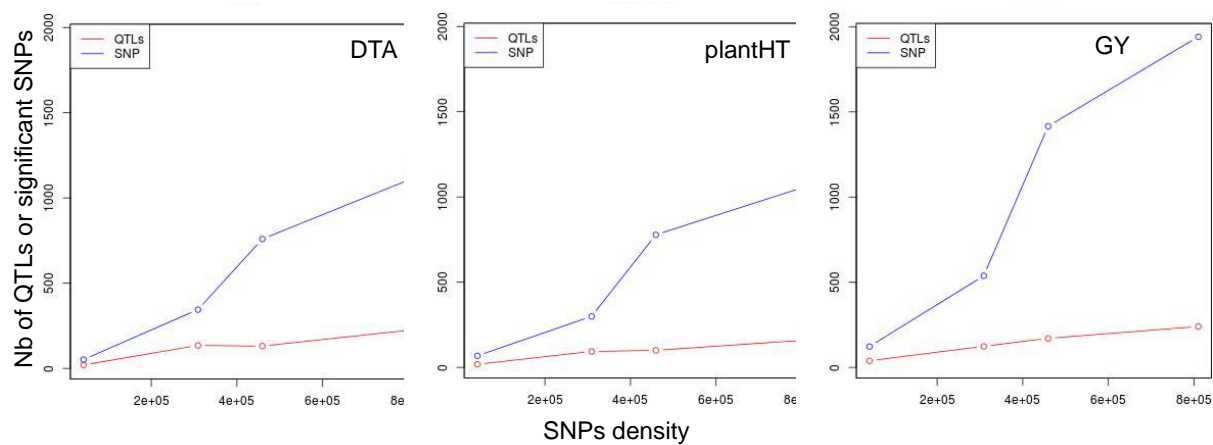 Nb of QTLs or significant SNPs
2000
1500
1000
500
0
QTLs
SNP
DTA
2e+05 4e+05 6e+05 8e
2000
1500
1000
500
0
QTLs
SNP
plantHT
2e+05 4e+05 6e+05 8e
2000
1500
1000
500
0
QTLs
SNP
GY
2e+05 4e+05 6e+05 8e+05
SNPs density